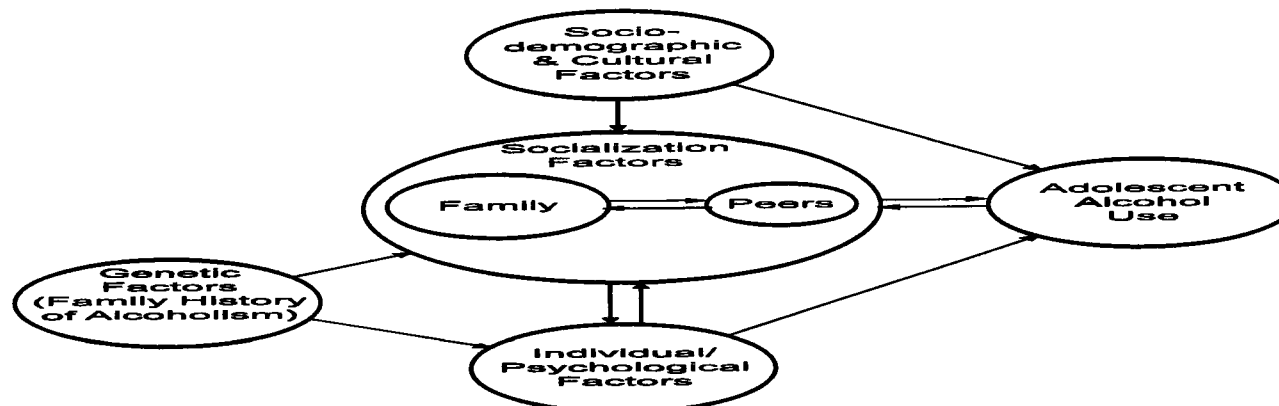 Socio-
demographic
& Cultural
Factors
Socialization
Factors
Family
Peers
Adolescent
Alcohol
Use
Genetic
Factors
(Family History
of Alcoholism)
Individual/
Psychological
Factors